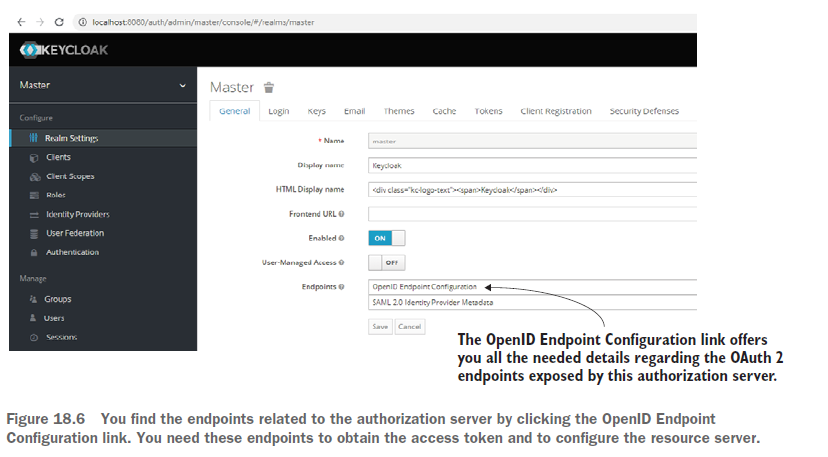 localhost:8080/auth/admin/master/console/#/realms/master
KEYCLOAK
Master
Configure
Realm Settings
Clients
Client Scopes
Roles
Identity Providers
User Federation
Authentication
Manage
Groups
Users
Sessions
Master
General Login Keys Email Themes Cache Tokens Client Registration Security Defenses
* Name master
Display name Keycloak
HTML Display name <div class="kc-logo-text"><span>Keycloak</span></div>
Frontend URL
Enabled ON
User-Managed Access OFF
Endpoints OpenID Endpoint Configuration
SAML 2.0 Identity Provider Metadata
Save Cancel
The OpenID Endpoint Configuration link offers
you all the needed details regarding the OAuth 2
endpoints exposed by this authorization server.
Figure 18.6 You find the endpoints related to the authorization server by clicking the OpenID Endpoint
Configuration link. You need these endpoints to obtain the access token and to configure the resource server.